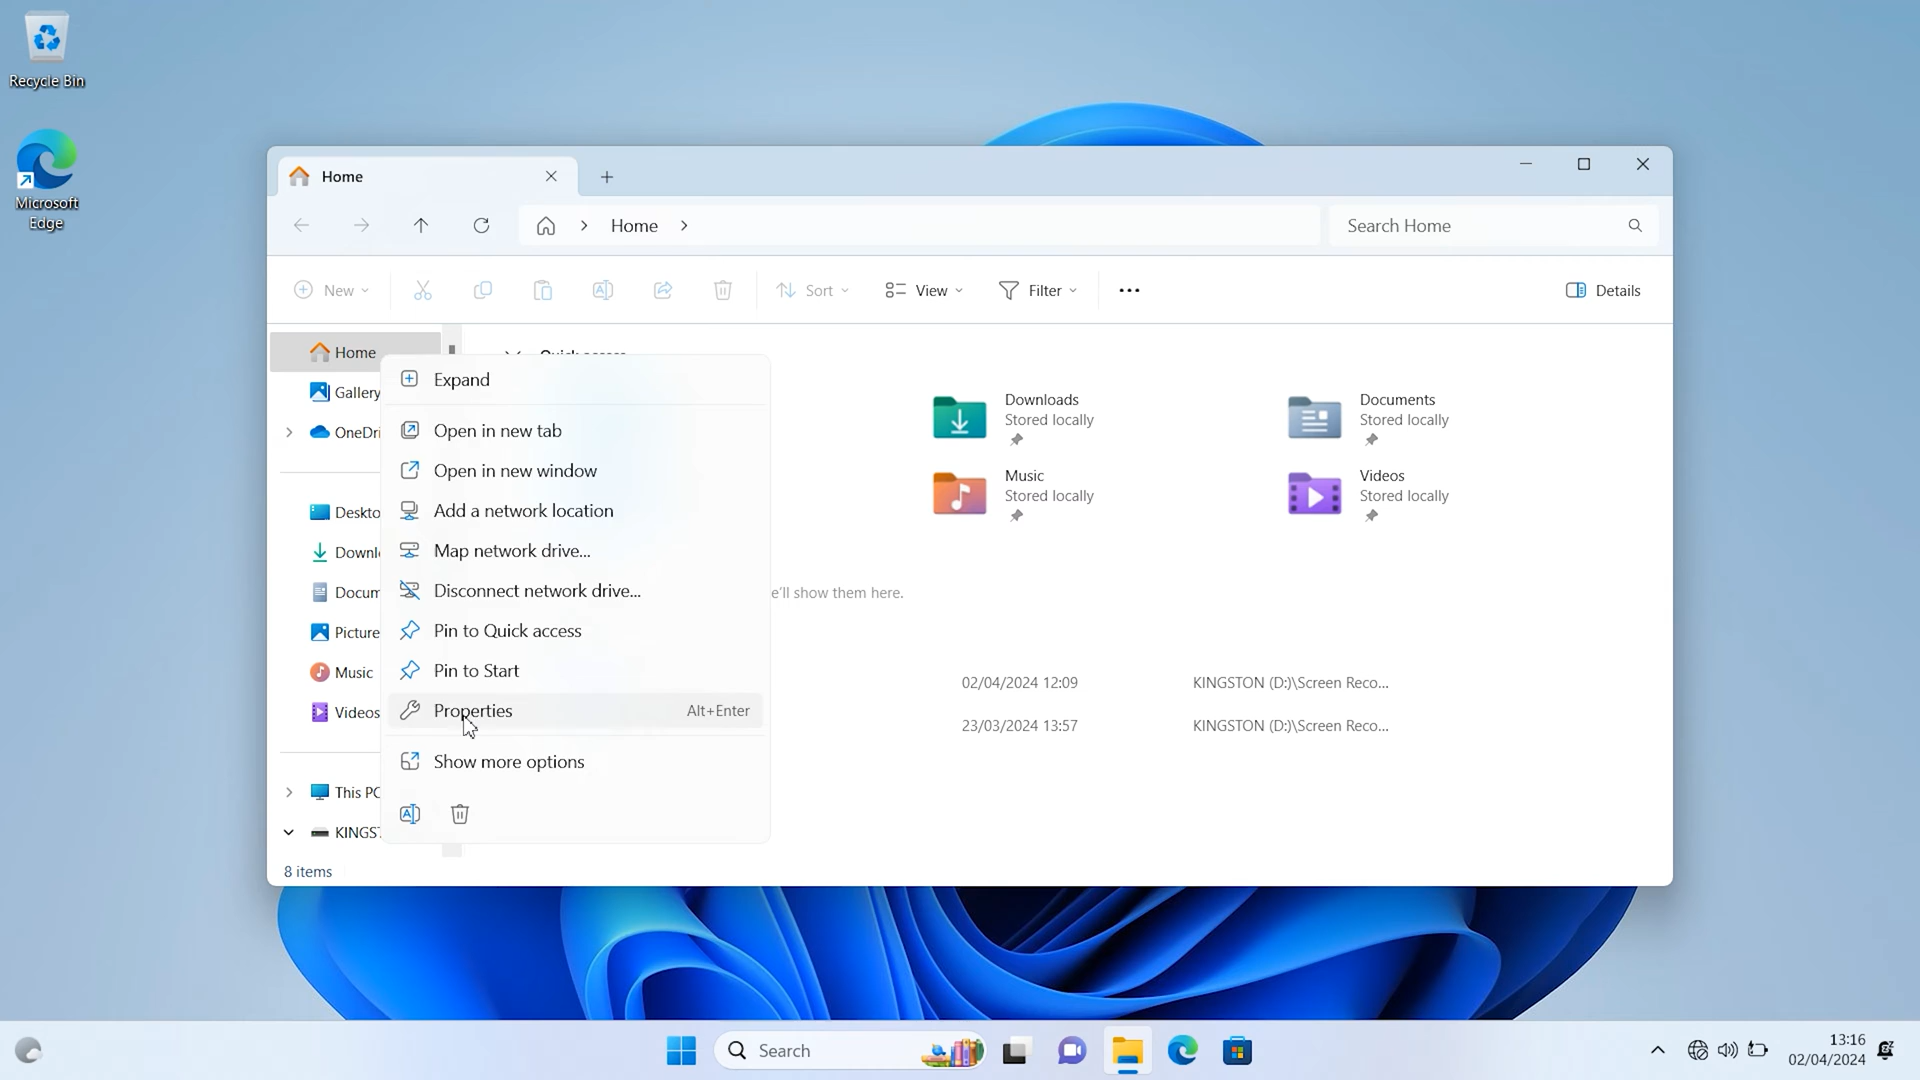 Recycle Bin
Microsoft
Edge
Home
Home
Search Home
New
Sort
View
Filter
Details
Home
Gallery
OneDri
Deskto
Downl
Docum
Picture
Music
Videos
This PC
KINGST
8 items
Expand
Open in new tab
Open in new window
Add a network location
Map network drive...
Disconnect network drive...
Pin to Quick access
Pin to Start
Properties Alt+Enter
Show more options
Quick access
Downloads
Stored locally
Documents
Stored locally
Music
Stored locally
Videos
Stored locally
e'll show them here.
02/04/2024 12:09 KINGSTON (D:)\Screen Reco...
23/03/2024 13:57 KINGSTON (D:)\Screen Reco...
Search
13:16
02/04/2024